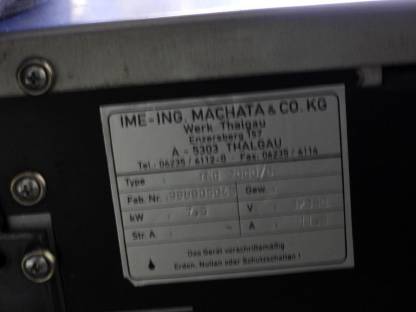 IME-ING. MACHATA & CO. KG
Werk Thalgau
Enzersberg 157
A - 5303 THALGAU
Tel.: 06235 / 6112-0 Fax: 06235 / 6114
Type :
Fab. Nr. : Gew. :
kW : V :
Str. A : - A :
Das Gerät vorschriftsmäßig
Erden, Nullen oder Schutzschalten !